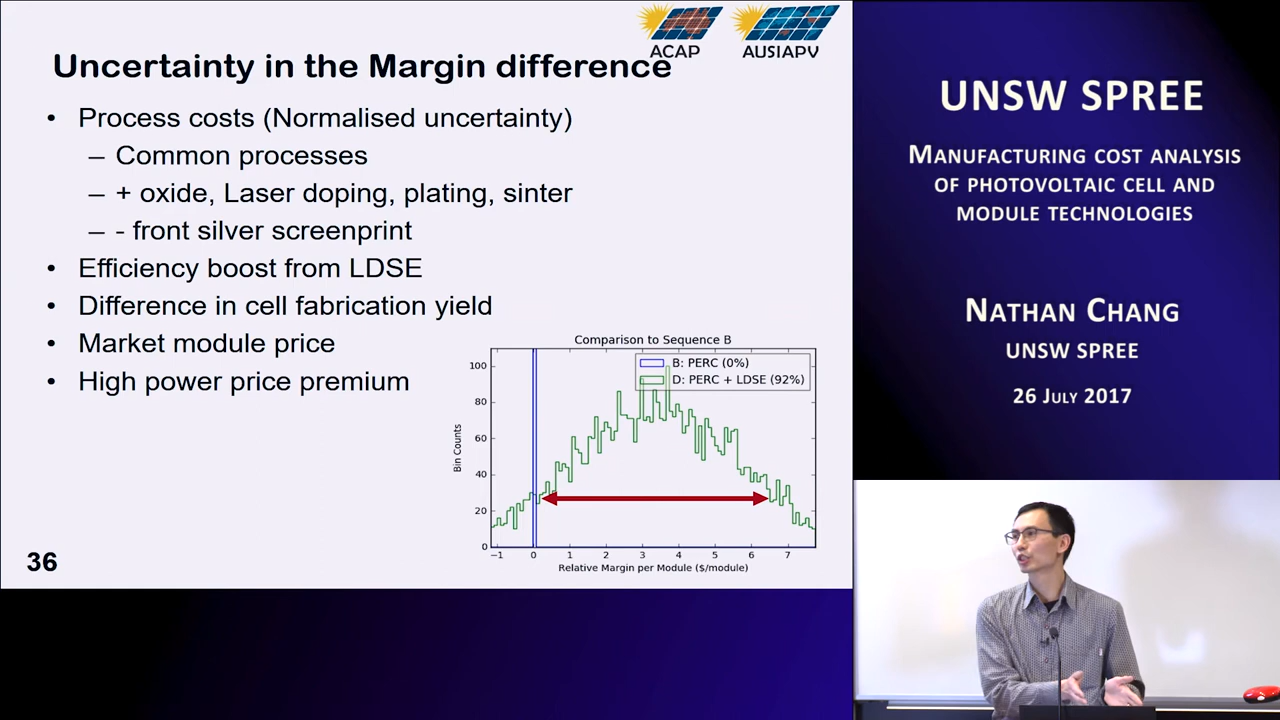 ACAP
AUSIAPV
Uncertainty in the Margin difference
• Process costs (Normalised uncertainty)
– Common processes
– + oxide, Laser doping, plating, sinter
– - front silver screenprint
• Efficiency boost from LDSE
• Difference in cell fabrication yield
• Market module price
• High power price premium
Comparison to Sequence B
B: PERC (0%)
D: PERC + LDSE (92%)
100
80
60
40
20
0
Bin Counts
−1 0 1 2 3 4 5 6 7
Relative Margin per Module ($/module)
36
UNSW SPREE
Manufacturing cost analysis
of photovoltaic cell and
module technologies
Nathan Chang
UNSW SPREE
26 July 2017